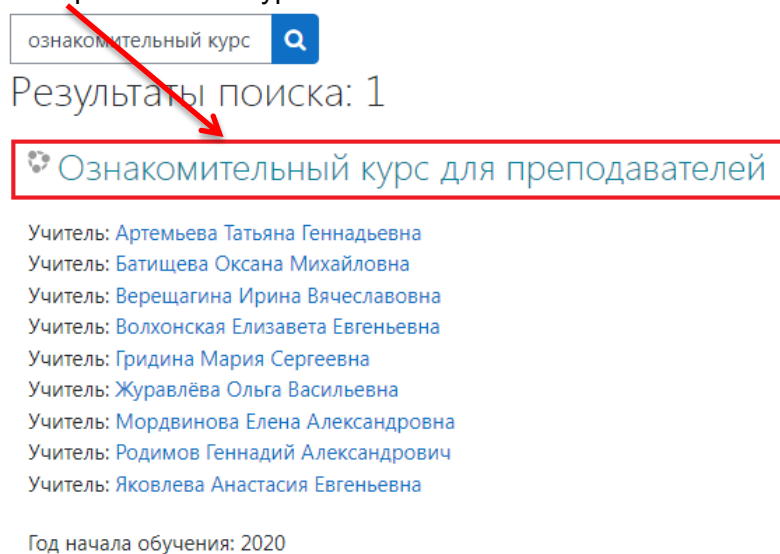 ознакомительный курс
Результаты поиска: 1
Ознакомительный курс для преподавателей
Учитель: Артемьева Татьяна Геннадьевна
Учитель: Батищева Оксана Михайловна
Учитель: Верещагина Ирина Вячеславовна
Учитель: Волхонская Елизавета Евгеньевна
Учитель: Гридина Мария Сергеевна
Учитель: Журавлёва Ольга Васильевна
Учитель: Мордвинова Елена Александровна
Учитель: Родимов Геннадий Александрович
Учитель: Яковлева Анастасия Евгеньевна
Год начала обучения: 2020